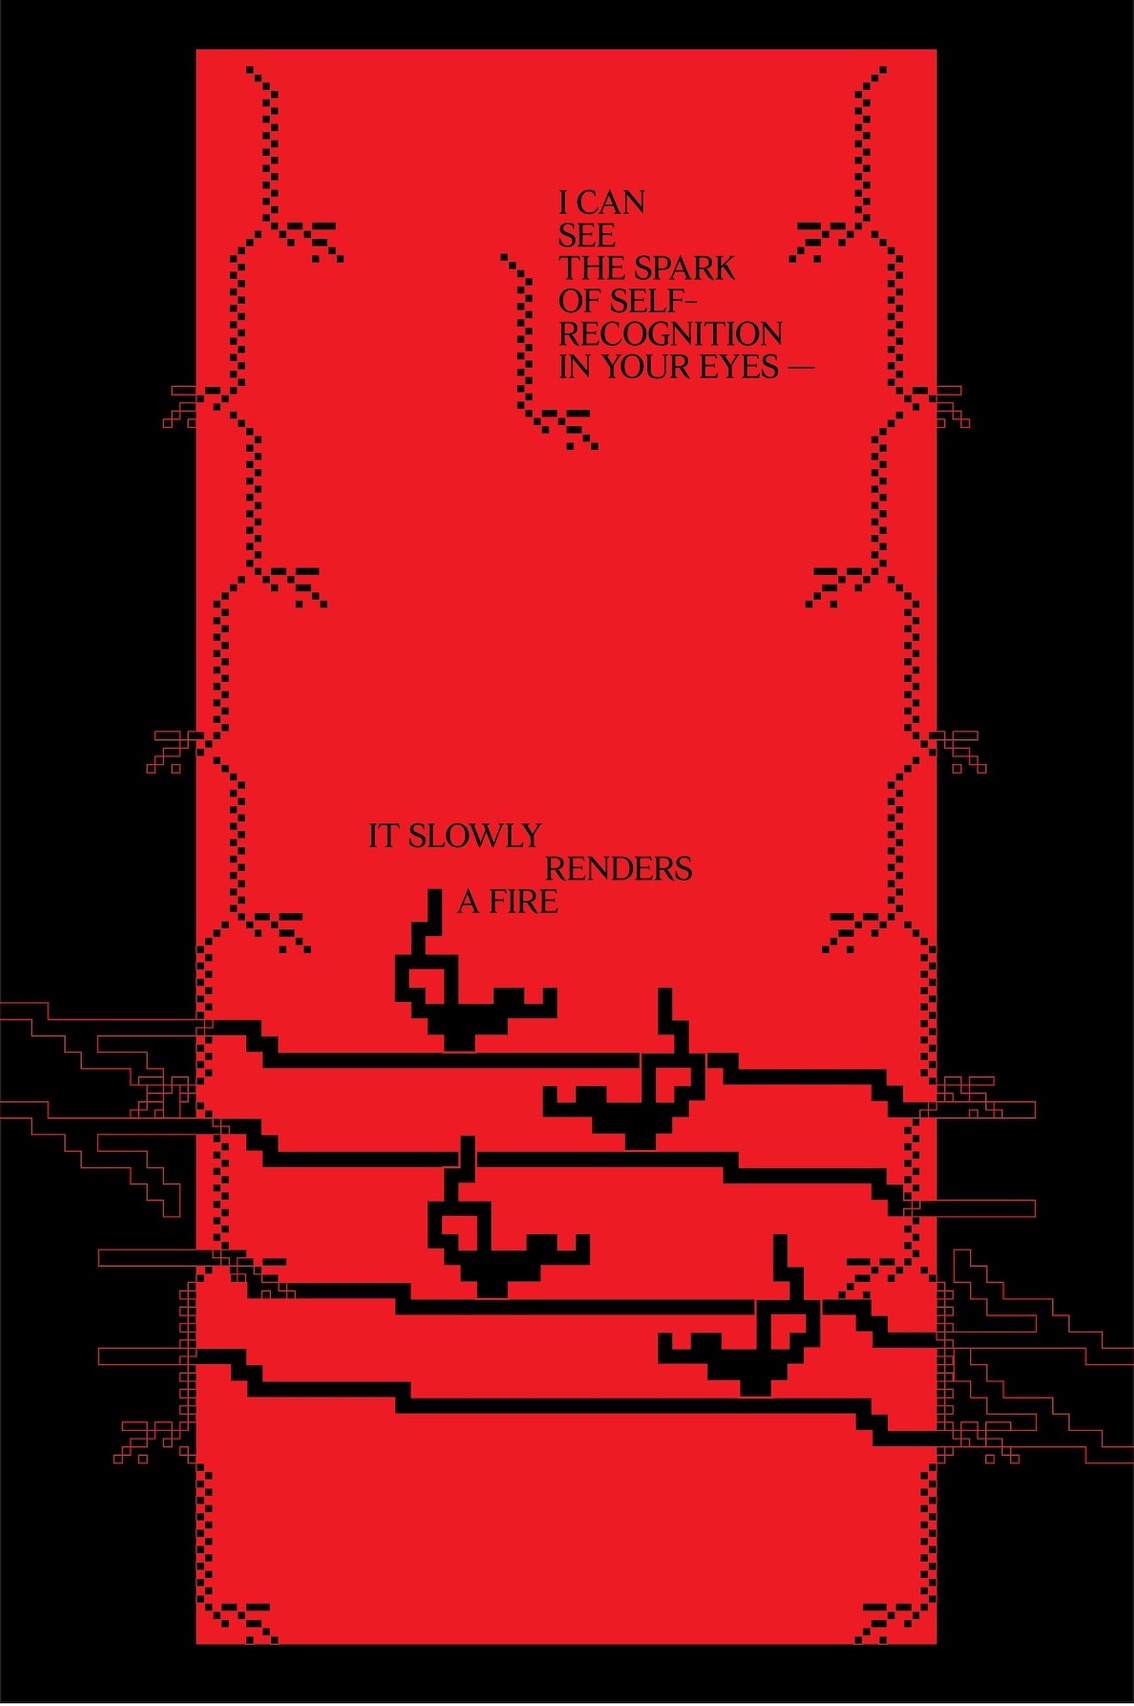 I CAN
SEE
THE SPARK
OF SELF-
RECOGNITION
IN YOUR EYES —
IT SLOWLY
RENDERS
A FIRE